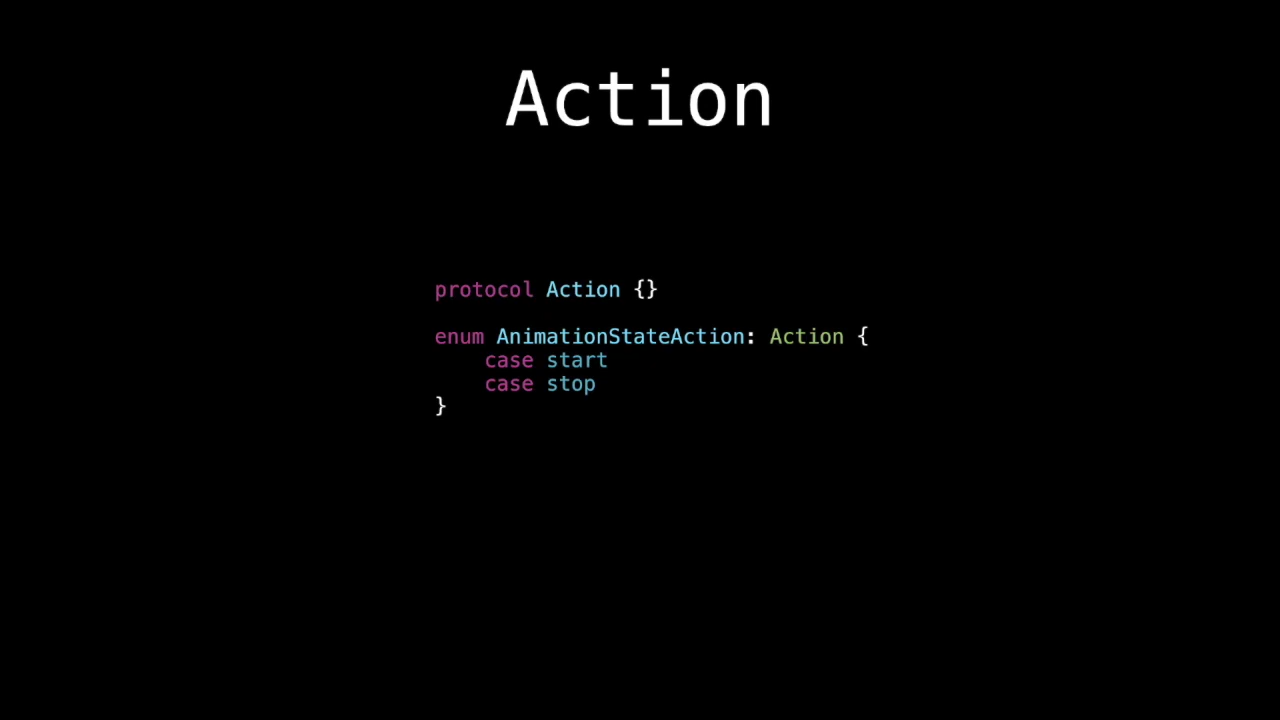 Action
protocol Action {}
enum AnimationStateAction: Action {
    case start
    case stop
}